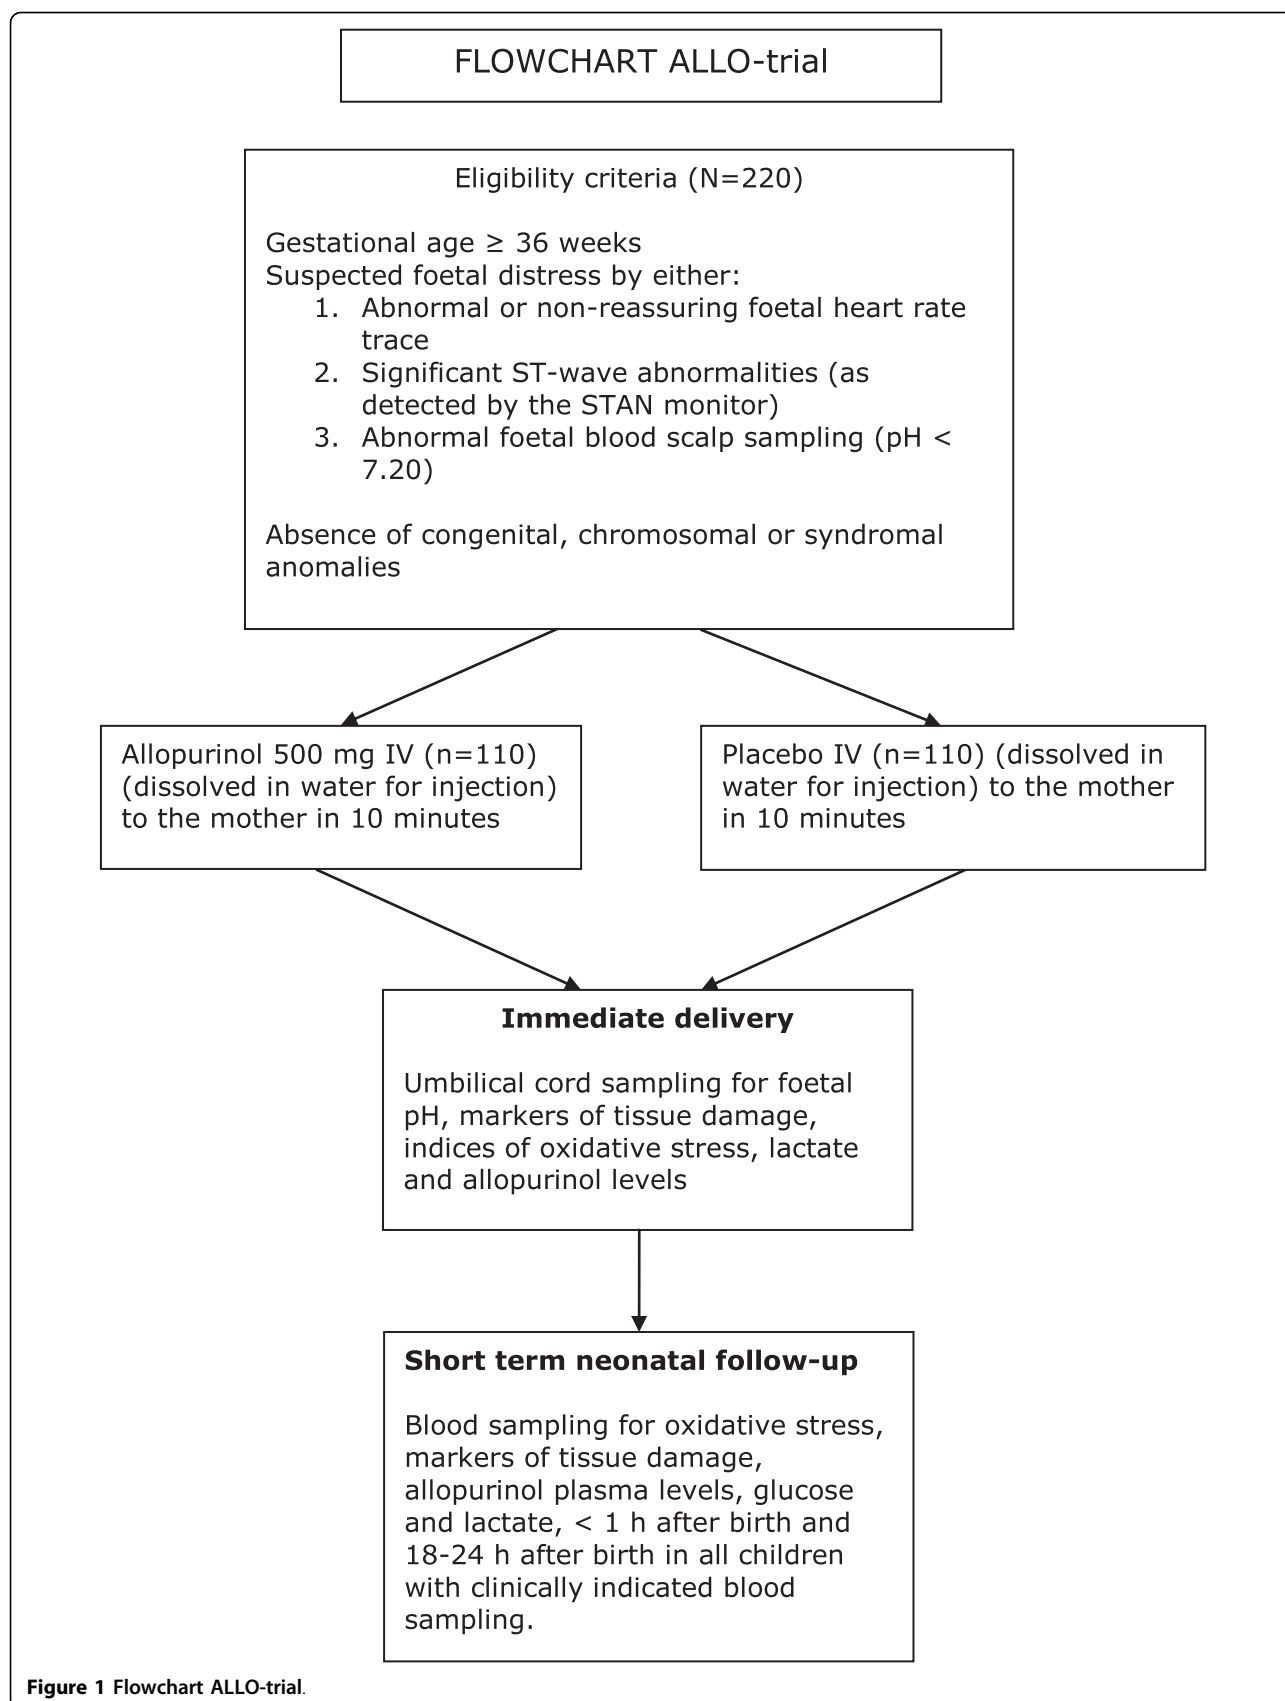 FLOWCHART ALLO-trial
Eligibility criteria (N=220)
Gestational age ≥ 36 weeks
Suspected foetal distress by either:
1. Abnormal or non-reassuring foetal heart rate
trace
2. Significant ST-wave abnormalities (as
detected by the STAN monitor)
3. Abnormal foetal blood scalp sampling (pH <
7.20)
Absence of congenital, chromosomal or syndromal
anomalies
Allopurinol 500 mg IV (n=110)
(dissolved in water for injection)
to the mother in 10 minutes
Placebo IV (n=110) (dissolved in
water for injection) to the mother
in 10 minutes
Immediate delivery
Umbilical cord sampling for foetal
pH, markers of tissue damage,
indices of oxidative stress, lactate
and allopurinol levels
Short term neonatal follow-up
Blood sampling for oxidative stress,
markers of tissue damage,
allopurinol plasma levels, glucose
and lactate, < 1 h after birth and
18-24 h after birth in all children
with clinically indicated blood
sampling.
Figure 1 Flowchart ALLO-trial.